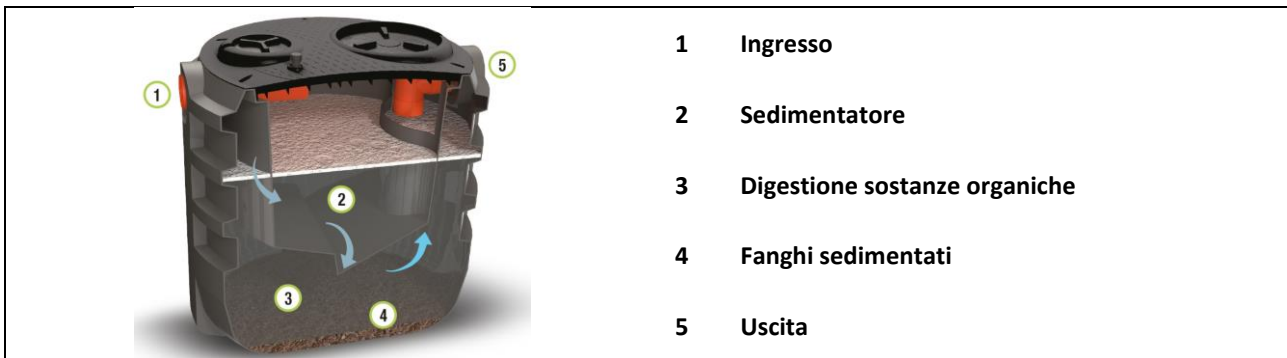 1 Ingresso
2 Sedimentatore
3 Digestione sostanze organiche
4 Fanghi sedimentati
5 Uscita
1
5
2
3
4